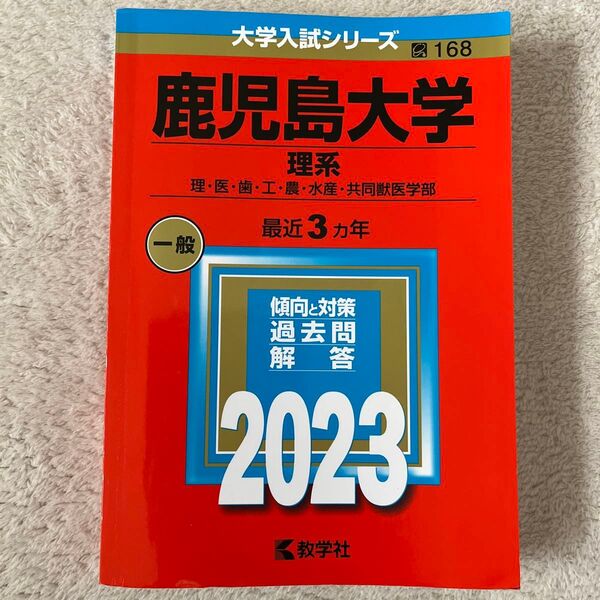 大学入試シリーズ
168
鹿児島大学
理系
理・医・歯・工・農・水産・共同獣医学部
最近3ヵ年
一般
傾向と対策
過去問
解答
2023
教学社